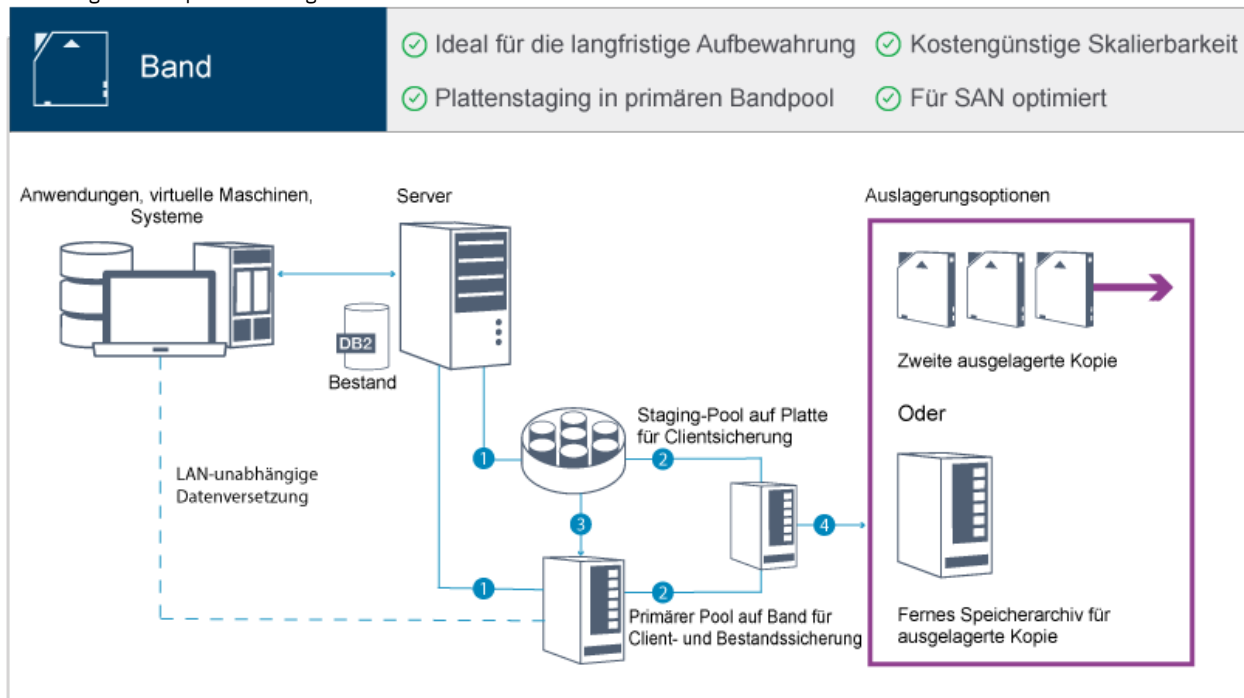 Band
Ideal für die langfristige Aufbewahrung
Kostengünstige Skalierbarkeit
Plattenstaging in primären Bandpool
Für SAN optimiert
Anwendungen, virtuelle Maschinen,
Systeme
Server
Auslagerungsoptionen
DB2
Bestand
Zweite ausgelagerte Kopie
Oder
Staging-Pool auf Platte
für Clientsicherung
1
2
LAN-unabhängige
Datenversetzung
3
4
1
2
Primärer Pool auf Band für
Client- und Bestandssicherung
Fernes Speicherarchiv für
ausgelagerte Kopie